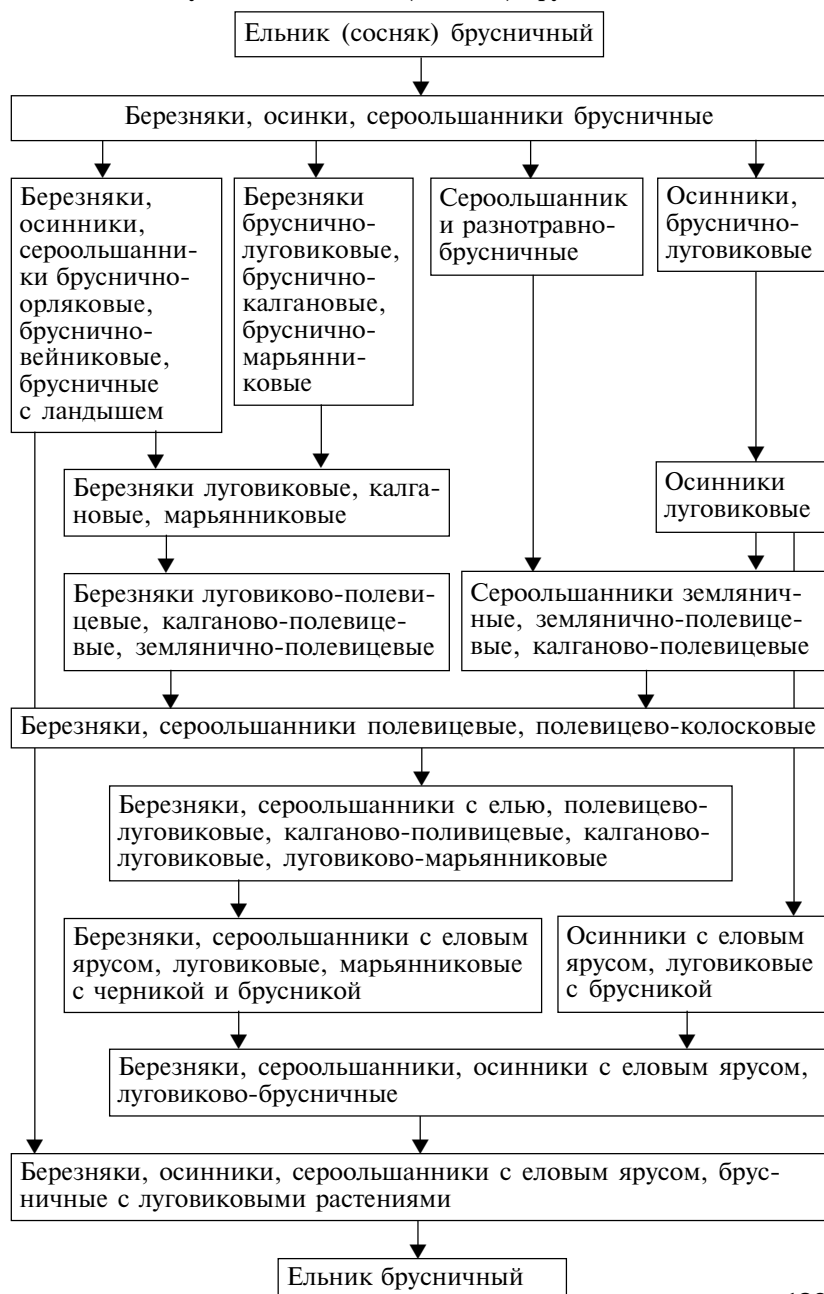 Ельник (сосняк) брусничный
Березняки, осинки, сероольшанники брусничные
Березняки,
осинники,
сероольшанни-
ки бруснично-
орляковые,
бруснично-
вейниковые,
брусничные
с ландышем
Березняки
бруснично-
луговиковые,
бруснично-
калгановые,
бруснично-
марьянни-
ковые
Сероольшанник
и разнотравно-
брусничные
Осинники,
бруснично-
луговиковые
Березняки луговиковые, калга-
новые, марьянниковые
Осинники
луговиковые
Березняки луговиково-полеви-
цевые, калганово-полевице-
вые, землянично-полевицевые
Сероольшанники землянич-
ные, землянично-полевице-
вые, калганово-полевицевые
Березняки, сероольшанники полевицевые, полевицево-колосковые
Березняки, сероольшанники с елью, полевицево-
луговиковые, калганово-поливицевые, калганово-
луговиковые, луговиково-марьянниковые
Березняки, сероольшанники с еловым
ярусом, луговиковые, марьянниковые
с черникой и брусникой
Осинники с еловым
ярусом, луговиковые
с брусникой
Березняки, сероольшанники, осинники с еловым ярусом,
луговиково-брусничные
Березняки, осинники, сероольшанники с еловым ярусом, брус-
ничные с луговиковыми растениями
Ельник брусничный